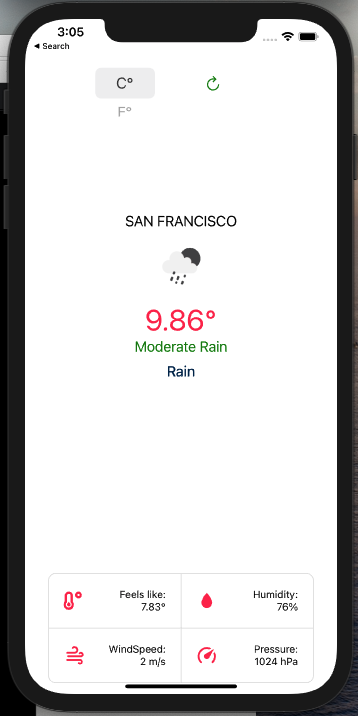 3:05
◀ Search
C°
F°
SAN FRANCISCO
9.86°
Moderate Rain
Rain
Feels like:
7.83°
Humidity:
76%
WindSpeed:
2 m/s
Pressure:
1024 hPa